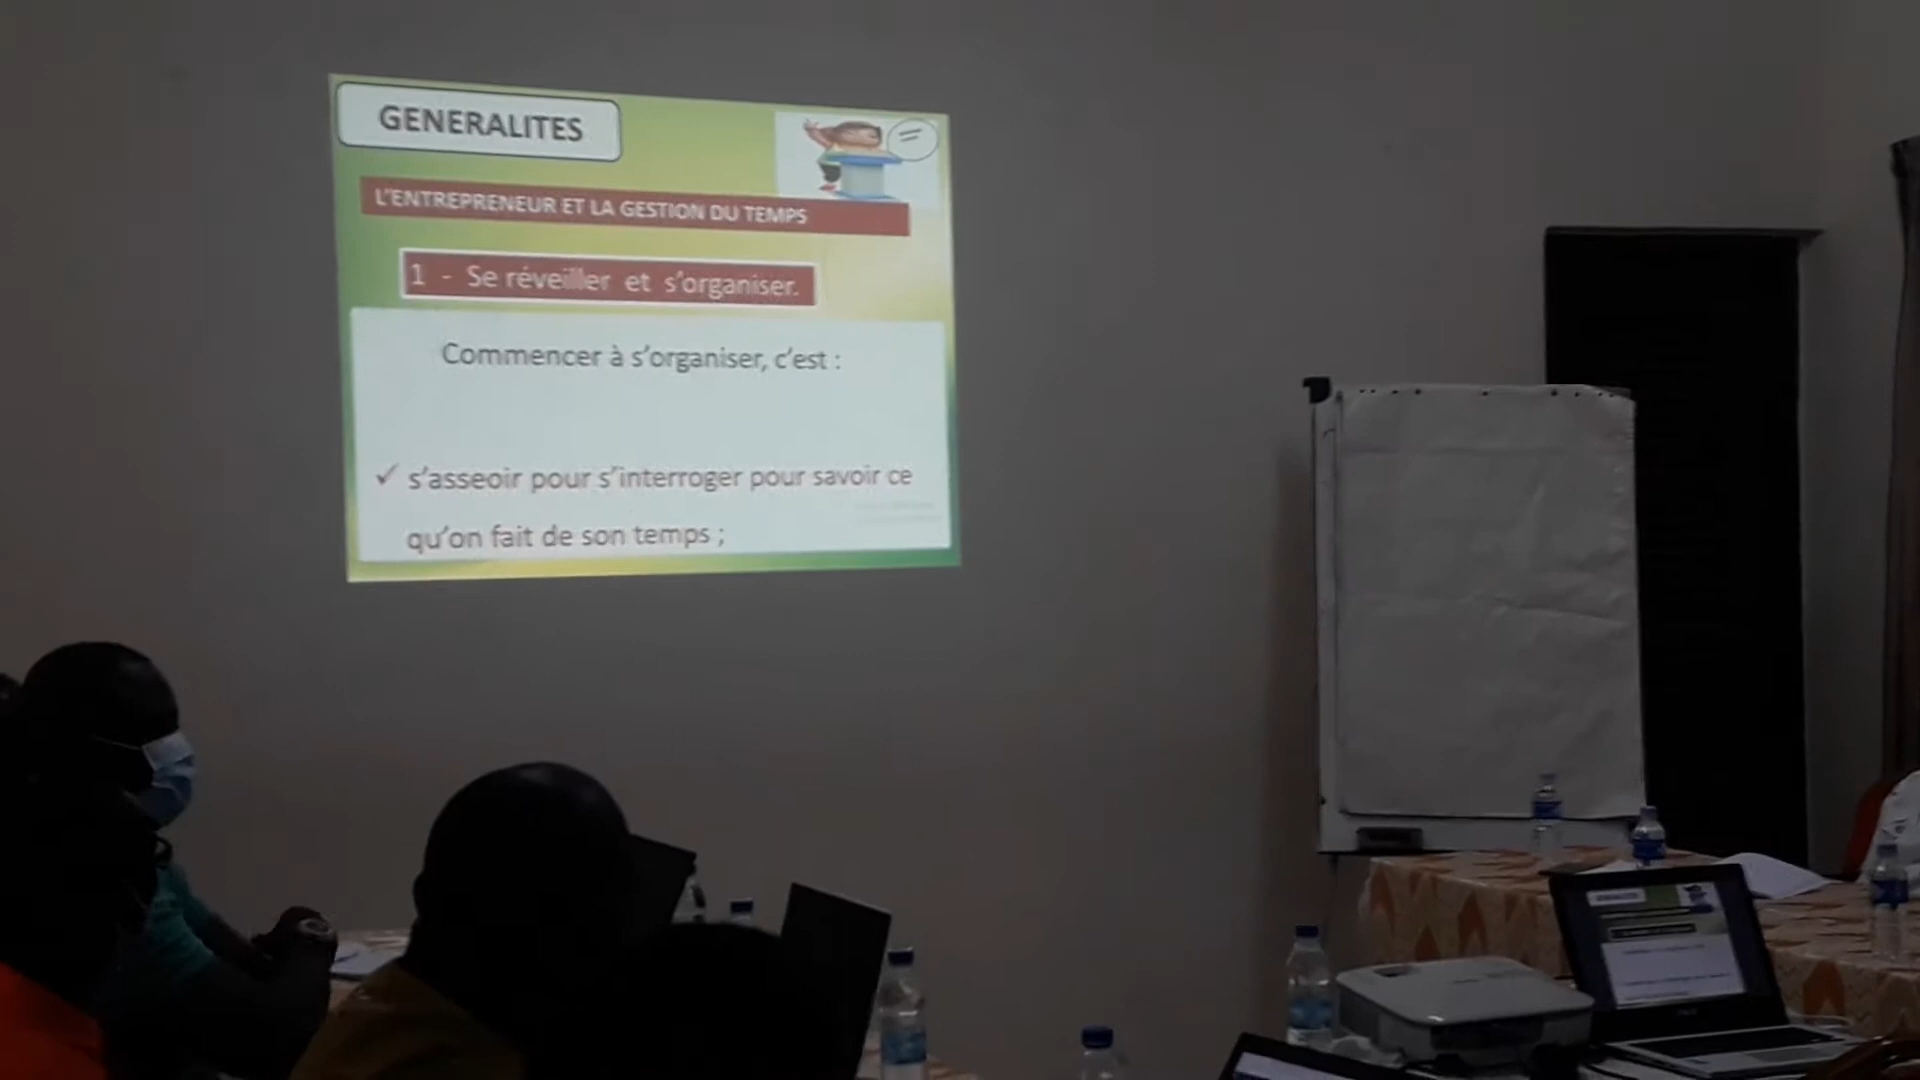 GENERALITES
L'ENTREPRENEUR ET LA GESTION DU TEMPS
1 - Se réveiller et s'organiser.
Commencer à s'organiser, c'est :
✓ s'asseoir pour s'interroger pour savoir ce
qu'on fait de son temps ;